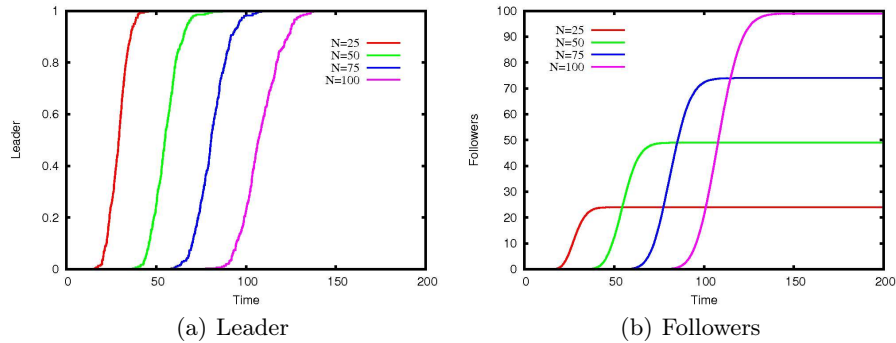 1
0.8
0.6
0.4
0.2
0
Leader
N=25
N=50
N=75
N=100
0 50 100 150 200
Time
(a) Leader
100
90
80
70
60
50
40
30
20
10
0
Followers
N=25
N=50
N=75
N=100
0 50 100 150 200
Time
(b) Followers